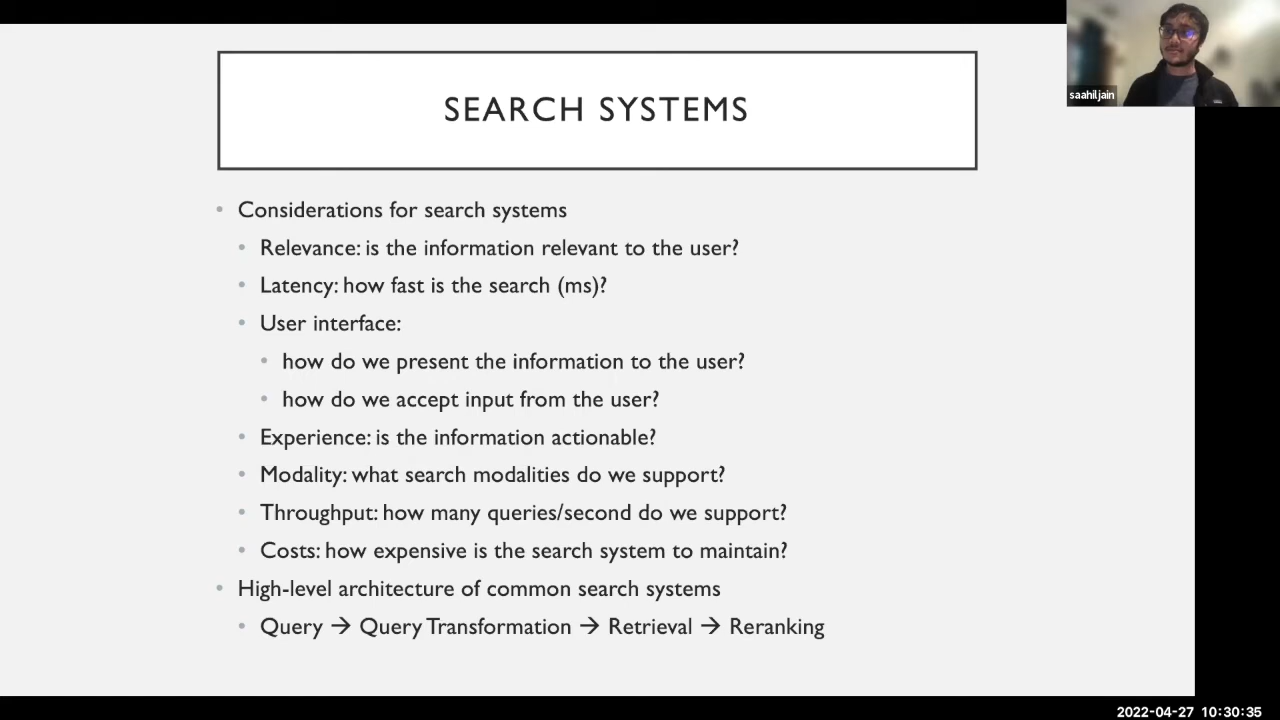 SEARCH SYSTEMS
saahil jain
• Considerations for search systems
• Relevance: is the information relevant to the user?
• Latency: how fast is the search (ms)?
• User interface:
• how do we present the information to the user?
• how do we accept input from the user?
• Experience: is the information actionable?
• Modality: what search modalities do we support?
• Throughput: how many queries/second do we support?
• Costs: how expensive is the search system to maintain?
• High-level architecture of common search systems
• Query → Query Transformation → Retrieval → Reranking
2022-04-27 10:30:35